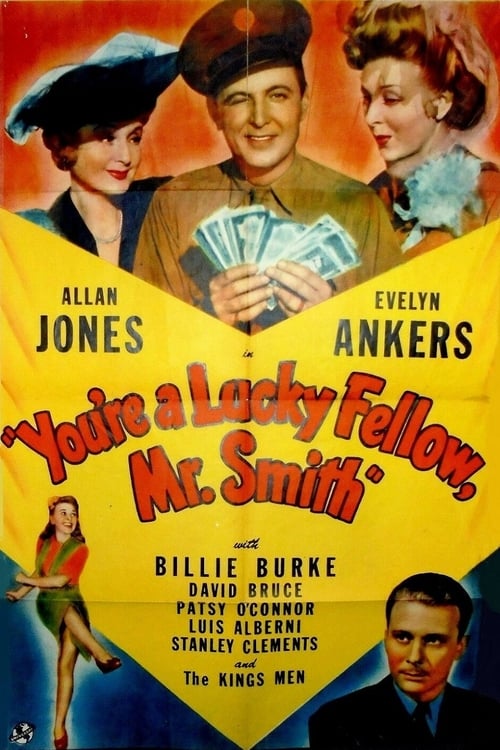 ALLAN
JONES
EVELYN
ANKERS
in
"You're a Lucky Fellow,
Mr. Smith"
with
BILLIE BURKE
DAVID BRUCE
PATSY O'CONNOR
LUIS ALBERNI
STANLEY CLEMENTS
and
The KINGS MEN